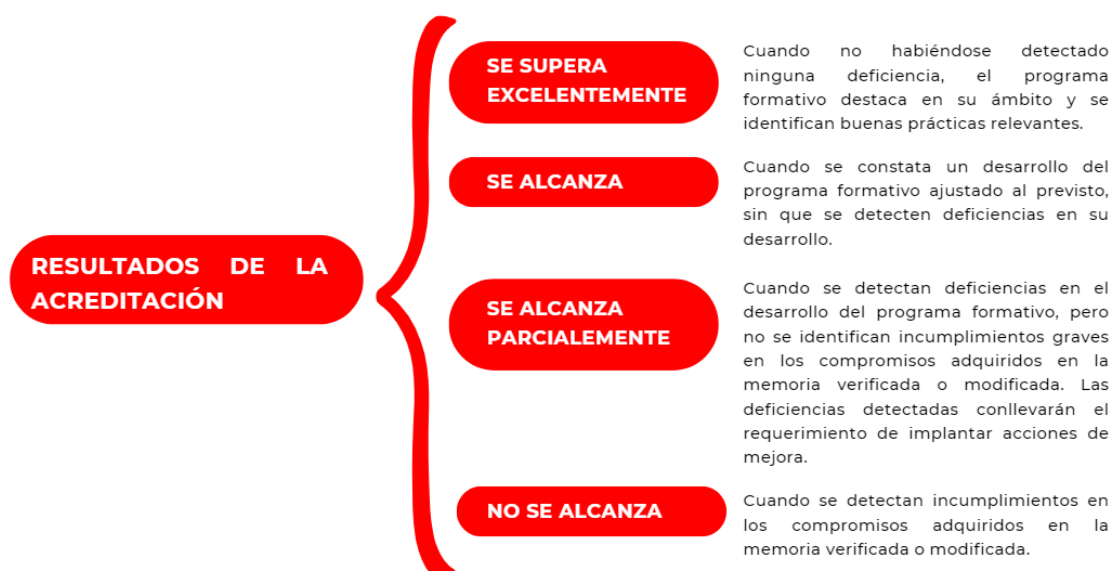 RESULTADOS DE LA
ACREDITACIÓN
SE SUPERA
EXCELENTEMENTE
Cuando no habiéndose detectado
ninguna deficiencia, el programa
formativo destaca en su ámbito y se
identifican buenas prácticas relevantes.
SE ALCANZA
Cuando se constata un desarrollo del
programa formativo ajustado al previsto,
sin que se detecten deficiencias en su
desarrollo.
SE ALCANZA
PARCIALEMENTE
Cuando se detectan deficiencias en el
desarrollo del programa formativo, pero
no se identifican incumplimientos graves
en los compromisos adquiridos en la
memoria verificada o modificada. Las
deficiencias detectadas conllevarán el
requerimiento de implantar acciones de
mejora.
NO SE ALCANZA
Cuando se detectan incumplimientos en
los compromisos adquiridos en la
memoria verificada o modificada.